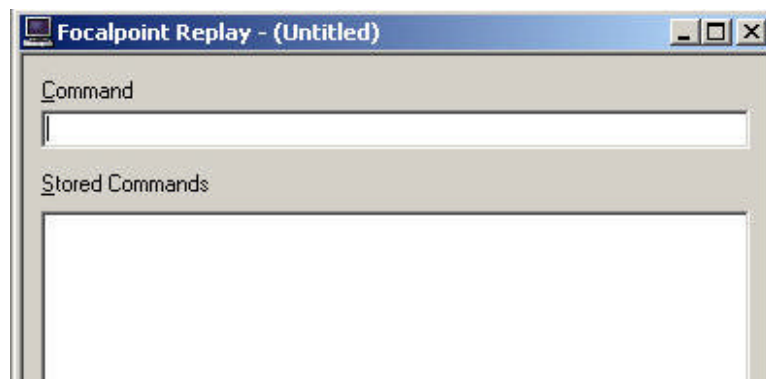 Focalpoint Replay - (Untitled)
Command
Stored Commands